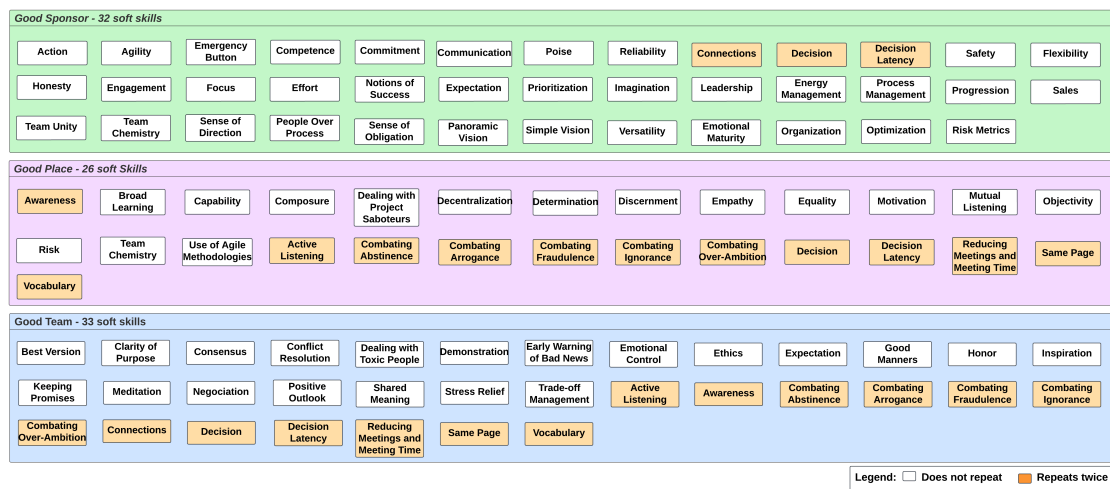 Good Sponsor - 32 soft skills
Action
Agility
Emergency
Button
Competence
Commitment
Communication
Poise
Reliability
Connections
Decision
Decision
Latency
Safety
Flexibility
Honesty
Engagement
Focus
Effort
Notions of
Success
Expectation
Prioritization
Imagination
Leadership
Energy
Management
Process
Management
Progression
Sales
Team Unity
Team
Chemistry
Sense of
Direction
People Over
Process
Sense of
Obligation
Panoramic
Vision
Simple Vision
Versatility
Emotional
Maturity
Organization
Optimization
Risk Metrics
Good Place - 26 soft Skills
Awareness
Broad
Learning
Capability
Composure
Dealing with
Project
Saboteurs
Decentralization
Determination
Discernment
Empathy
Equality
Motivation
Mutual
Listening
Objectivity
Risk
Team
Chemistry
Use of Agile
Methodologies
Active
Listening
Combating
Abstinence
Combating
Arrogance
Combating
Fraudulence
Combating
Ignorance
Combating
Over-Ambition
Decision
Decision
Latency
Reducing
Meetings and
Meeting Time
Same Page
Vocabulary
Good Team - 33 soft skills
Best Version
Clarity of
Purpose
Consensus
Conflict
Resolution
Dealing with
Toxic People
Demonstration
Early Warning
of Bad News
Emotional
Control
Ethics
Expectation
Good
Manners
Honor
Inspiration
Keeping
Promises
Meditation
Negociation
Positive
Outlook
Shared
Meaning
Stress Relief
Trade-off
Management
Active
Listening
Awareness
Combating
Abstinence
Combating
Arrogance
Combating
Fraudulence
Combating
Ignorance
Combating
Over-Ambition
Connections
Decision
Decision
Latency
Reducing
Meetings and
Meeting Time
Same Page
Vocabulary
Legend: Does not repeat Repeats twice